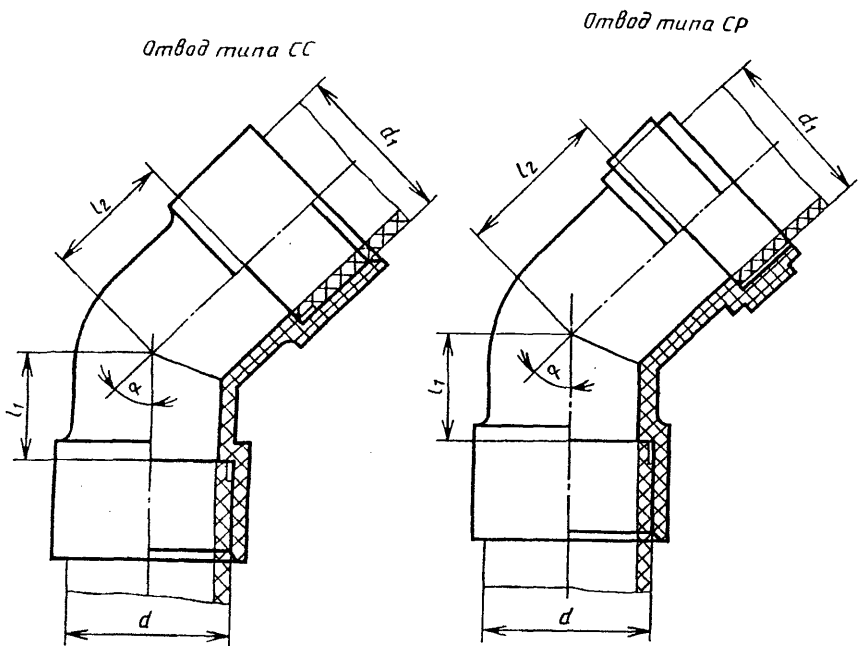 Отвод типа СС
Отвод типа СР
d₁
l₂
α
l₁
d
d₁
l₂
α
l₁
d